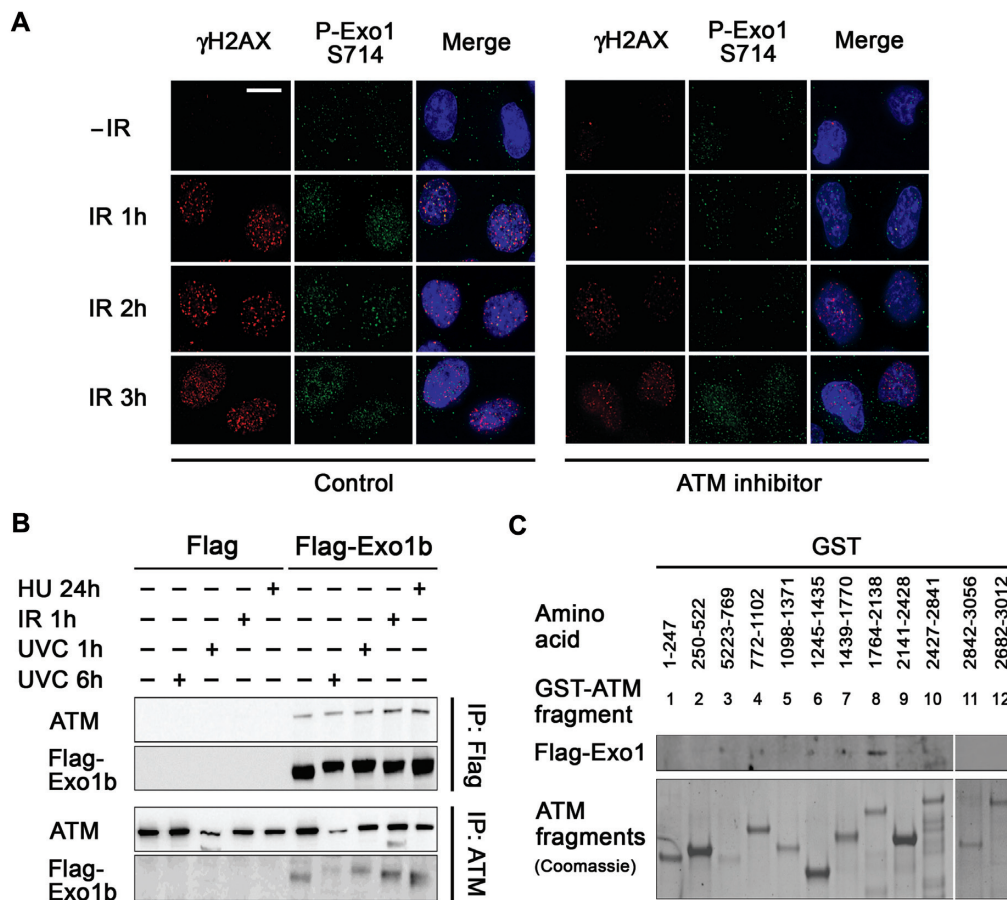 A
γH2AX P-Exo1 S714 Merge γH2AX P-Exo1 S714 Merge
–IR
IR 1h
IR 2h
IR 3h
Control ATM inhibitor
B
Flag Flag-Exo1b
HU 24h – – – – + – – – – +
IR 1h – – – + – – – – + –
UVC 1h – – + – – – – + – –
UVC 6h – + – – – – + – – –
ATM
Flag-Exo1b
IP: Flag
ATM
Flag-Exo1b
IP: ATM
C
GST
Amino acid 1-247 250-522 5223-769 772-1102 1098-1371 1245-1435 1439-1770 1764-2138 2141-2428 2427-2841 2842-3056 2682-3012
GST-ATM fragment 1 2 3 4 5 6 7 8 9 10 11 12
Flag-Exo1
ATM fragments
(Coomassie)